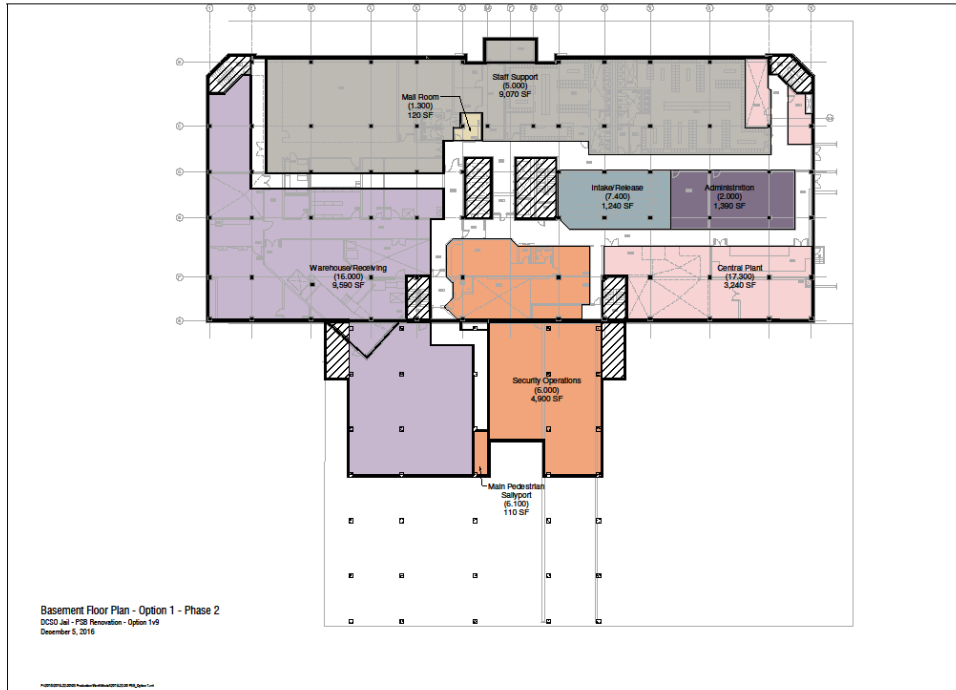 Staff Support
(5.000)
9,070 SF
Mail Room
(1.300)
120 SF
Intake/Release
(7.400)
1,240 SF
Administration
(2.000)
1,390 SF
Warehouse/Receiving
(16.000)
9,590 SF
Central Plant
(17.300)
3,240 SF
Security Operations
(6.000)
4,900 SF
Main Pedestrian
Sallyport
(6.100)
110 SF
Basement Floor Plan - Option 1 - Phase 2
DCSO Jail - PSB Renovation - Option 1v9
December 5, 2016